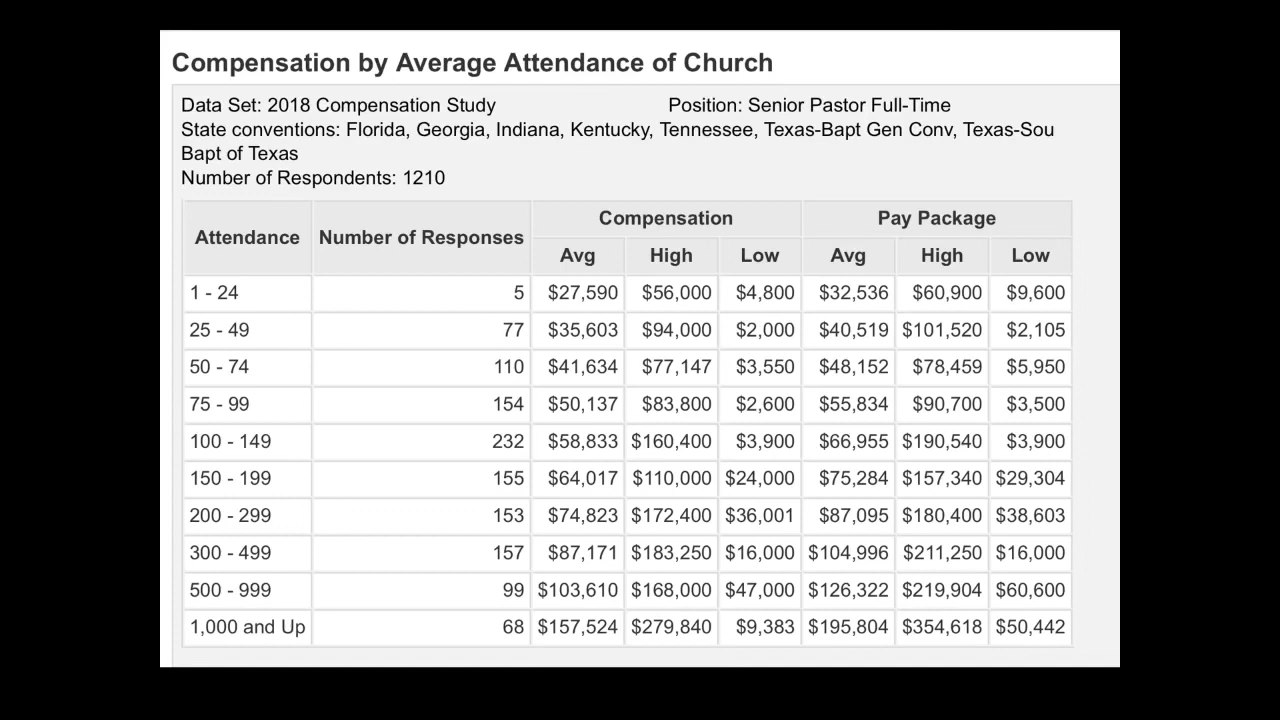 Compensation by Average Attendance of Church
Data Set: 2018 Compensation Study Position: Senior Pastor Full-Time
State conventions: Florida, Georgia, Indiana, Kentucky, Tennessee, Texas-Bapt Gen Conv, Texas-Sou
Bapt of Texas
Number of Respondents: 1210
Attendance Number of Responses Compensation Pay Package
Avg High Low Avg High Low
1 - 24 5 $27,590 $56,000 $4,800 $32,536 $60,900 $9,600
25 - 49 77 $35,603 $94,000 $2,000 $40,519 $101,520 $2,105
50 - 74 110 $41,634 $77,147 $3,550 $48,152 $78,459 $5,950
75 - 99 154 $50,137 $83,800 $2,600 $55,834 $90,700 $3,500
100 - 149 232 $58,833 $160,400 $3,900 $66,955 $190,540 $3,900
150 - 199 155 $64,017 $110,000 $24,000 $75,284 $157,340 $29,304
200 - 299 153 $74,823 $172,400 $36,001 $87,095 $180,400 $38,603
300 - 499 157 $87,171 $183,250 $16,000 $104,996 $211,250 $16,000
500 - 999 99 $103,610 $168,000 $47,000 $126,322 $219,904 $60,600
1,000 and Up 68 $157,524 $279,840 $9,383 $195,804 $354,618 $50,442